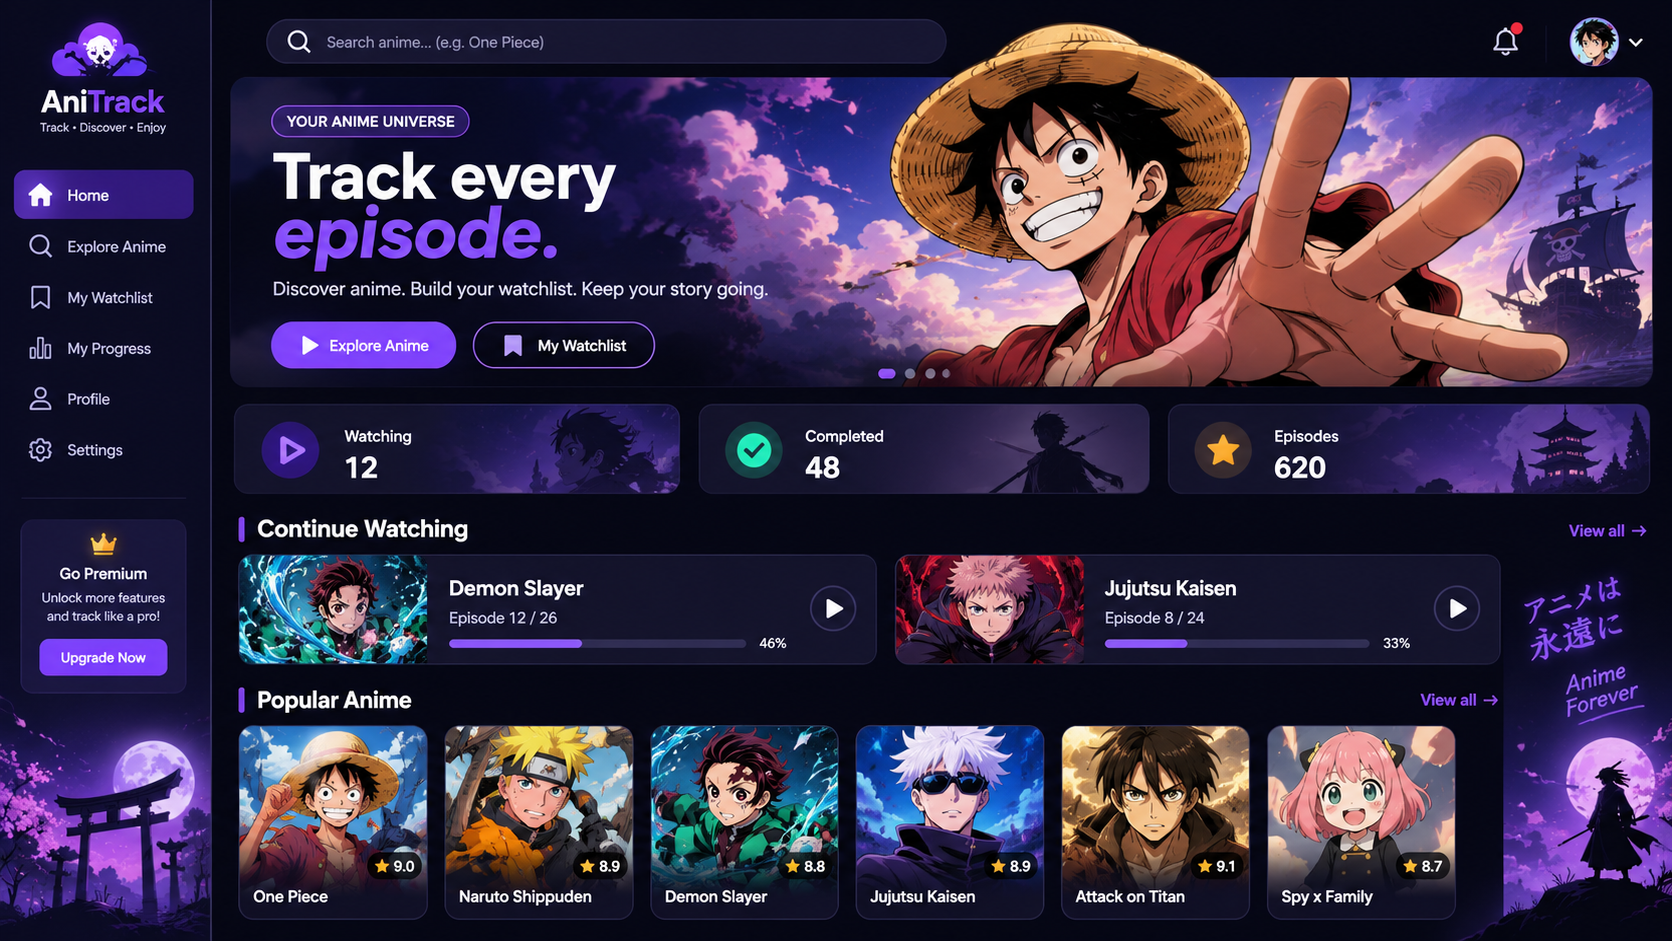 AniTrack
Track • Discover • Enjoy
Home
Explore Anime
My Watchlist
My Progress
Profile
Settings
Go Premium
Unlock more features
and track like a pro!
Upgrade Now
Search anime... (e.g. One Piece)
YOUR ANIME UNIVERSE
Track every
episode.
Discover anime. Build your watchlist. Keep your story going.
Explore Anime
My Watchlist
Watching
12
Completed
48
Episodes
620
Continue Watching
View all →
Demon Slayer
Episode 12 / 26
46%
Jujutsu Kaisen
Episode 8 / 24
33%
アニメは
永遠に
Anime
Forever
Popular Anime
View all →
9.0
One Piece
8.9
Naruto Shippuden
8.8
Demon Slayer
8.9
Jujutsu Kaisen
9.1
Attack on Titan
8.7
Spy x Family